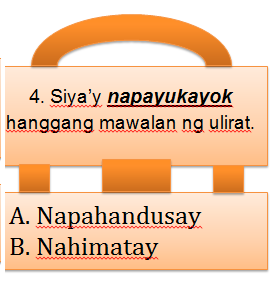 4. Siya’y napayukayok
hanggang mawalan ng ulirat.
A. Napahandusay
B. Nahimatay